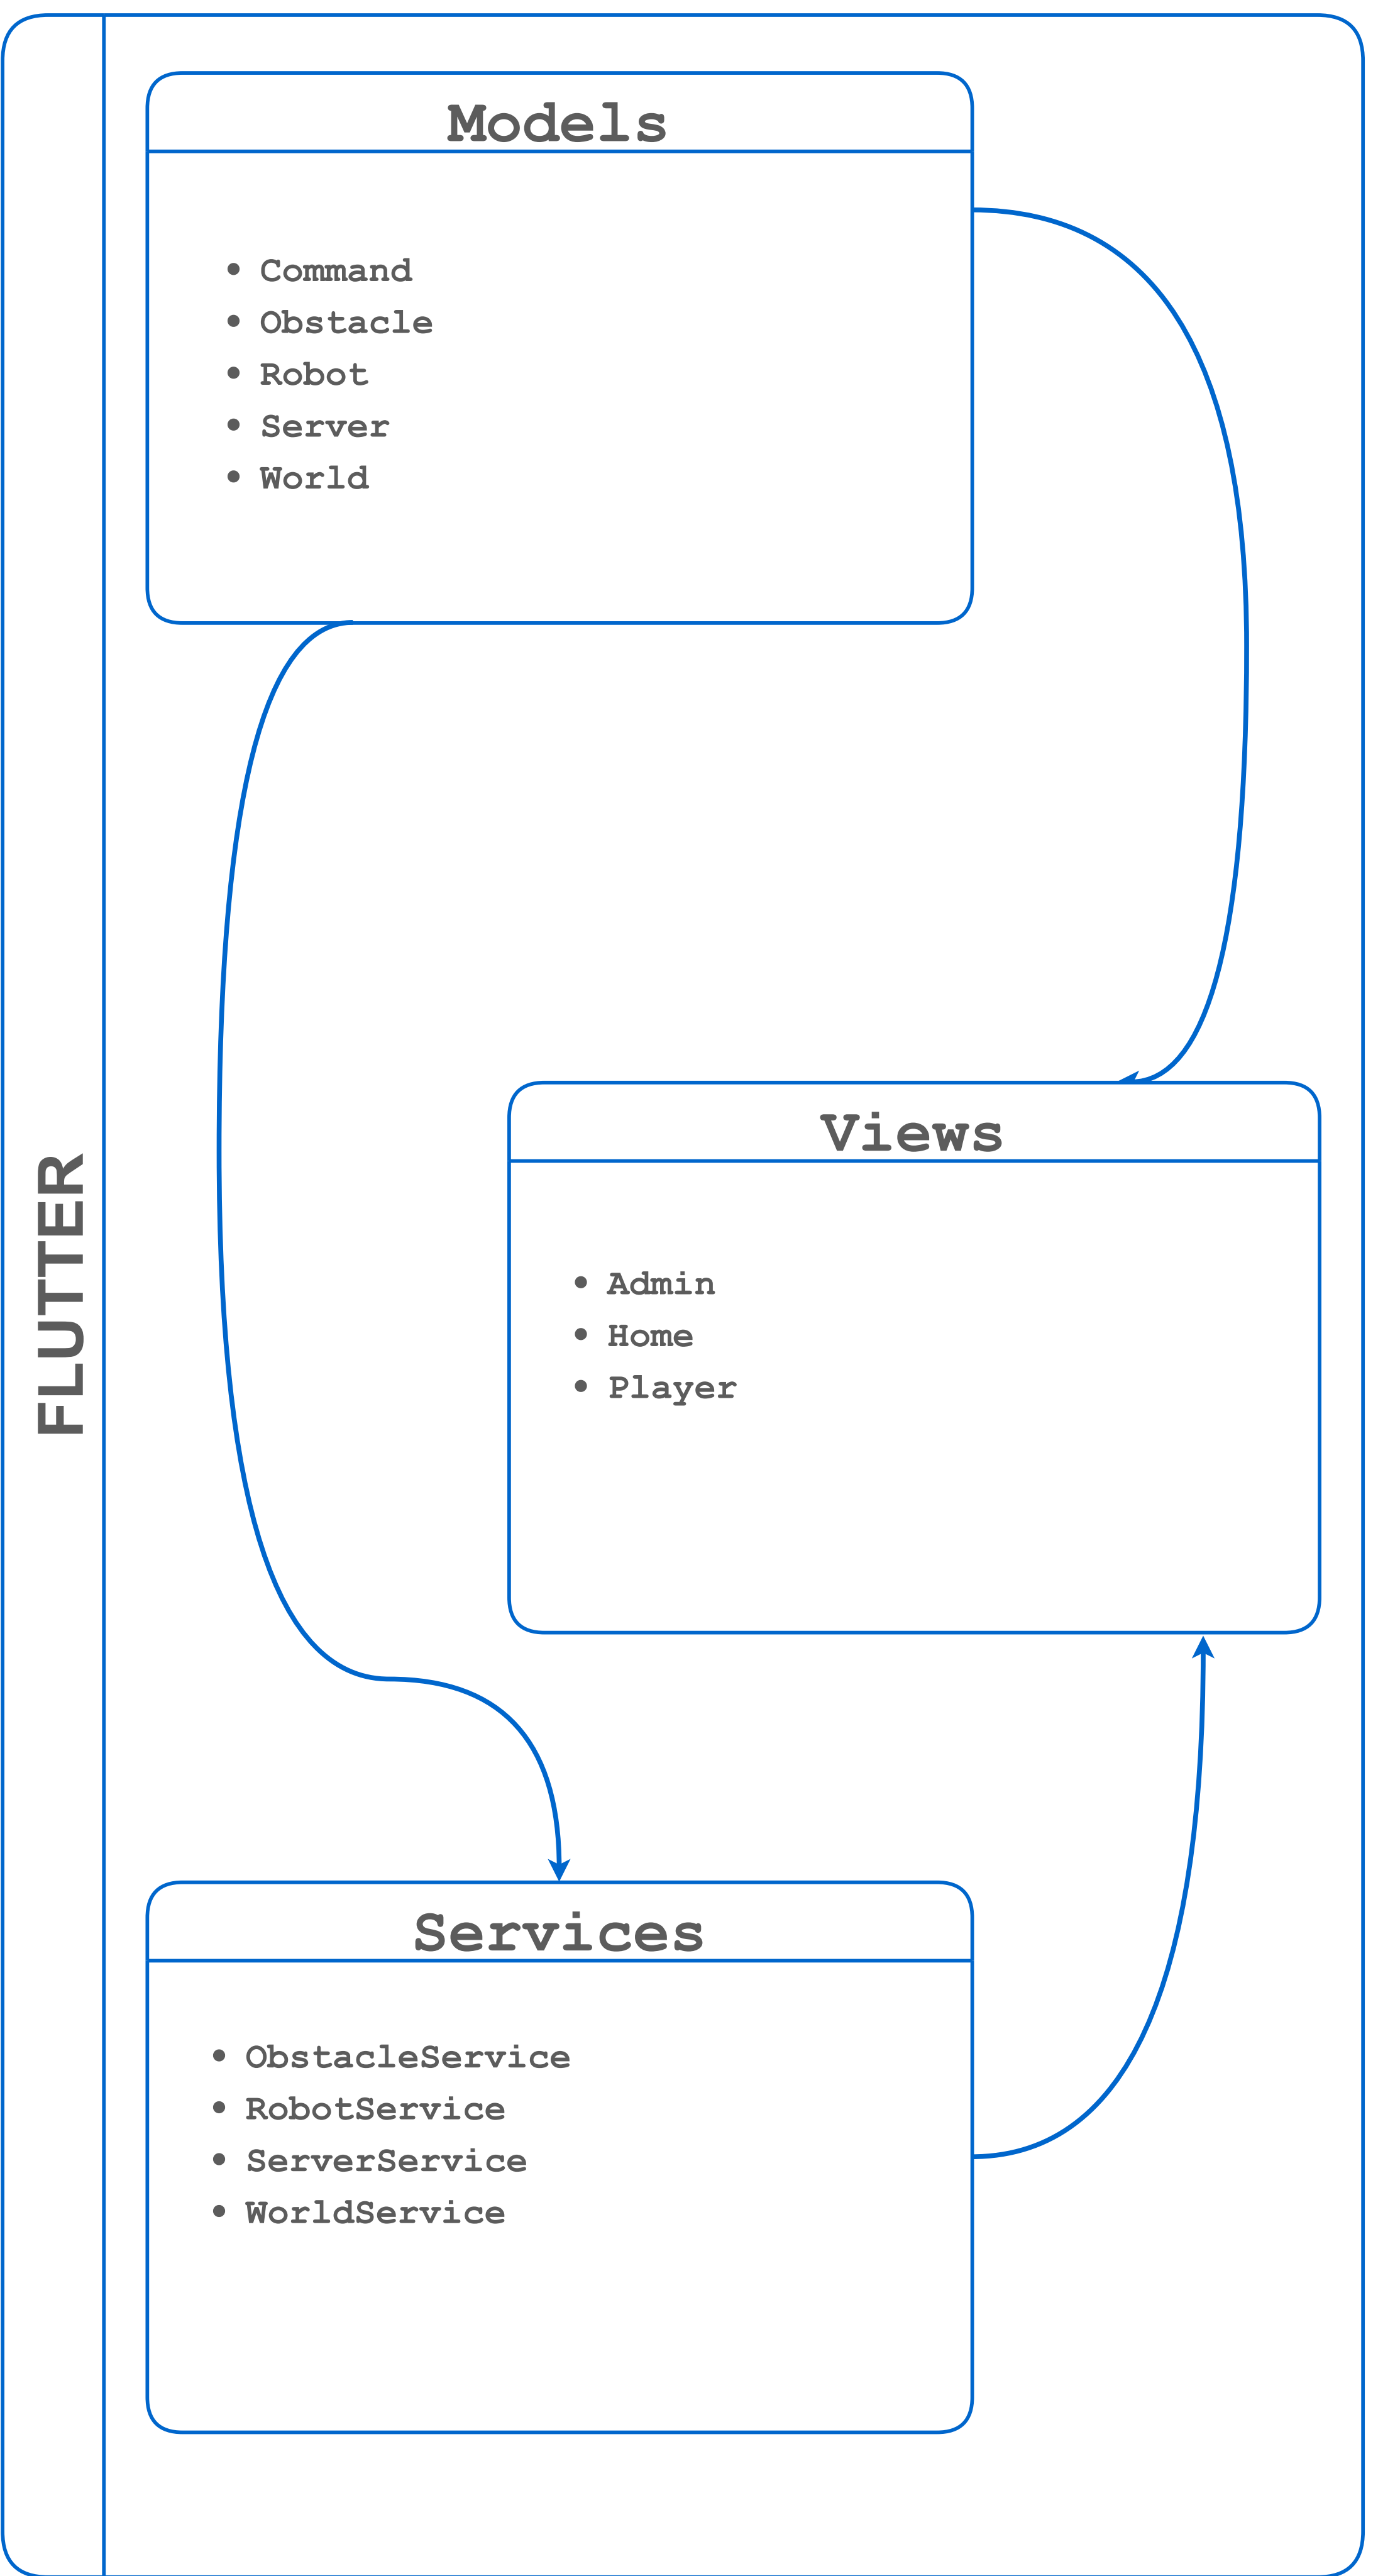 FLUTTER
Models
• Command
• Obstacle
• Robot
• Server
• World
Views
• Admin
• Home
• Player
Services
• ObstacleService
• RobotService
• ServerService
• WorldService